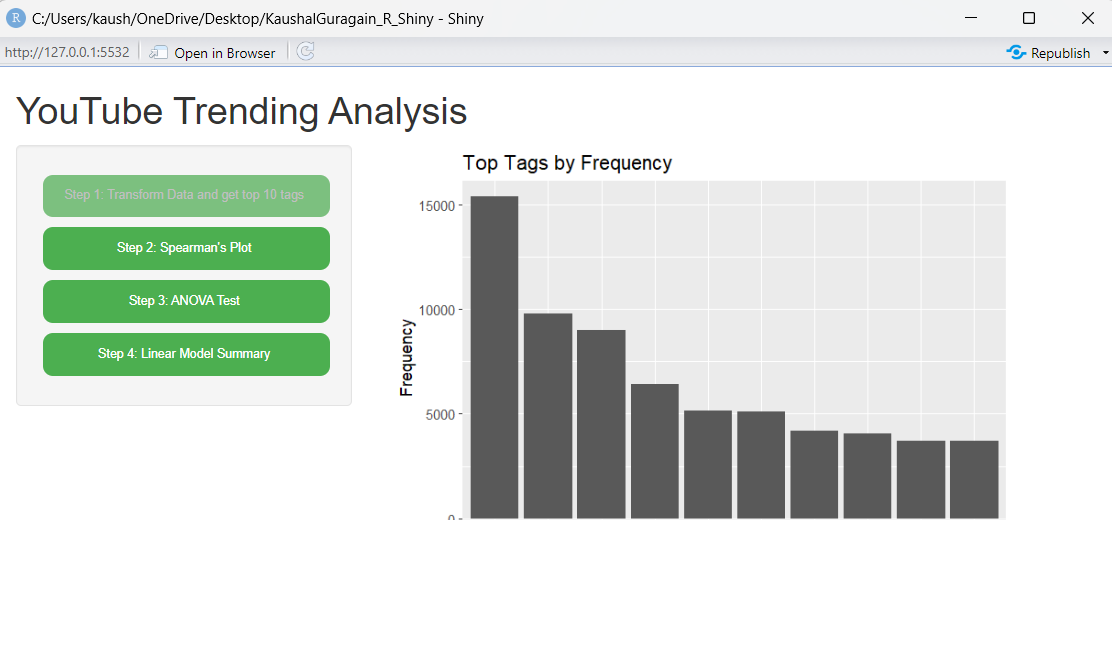 C:/Users/kaush/OneDrive/Desktop/KaushalGuragain_R_Shiny - Shiny
http://127.0.0.1:5532 Open in Browser Republish
YouTube Trending Analysis
Step 1: Transform Data and get top 10 tags
Step 2: Spearman's Plot
Step 3: ANOVA Test
Step 4: Linear Model Summary
Top Tags by Frequency
15000
10000
Frequency
5000
0